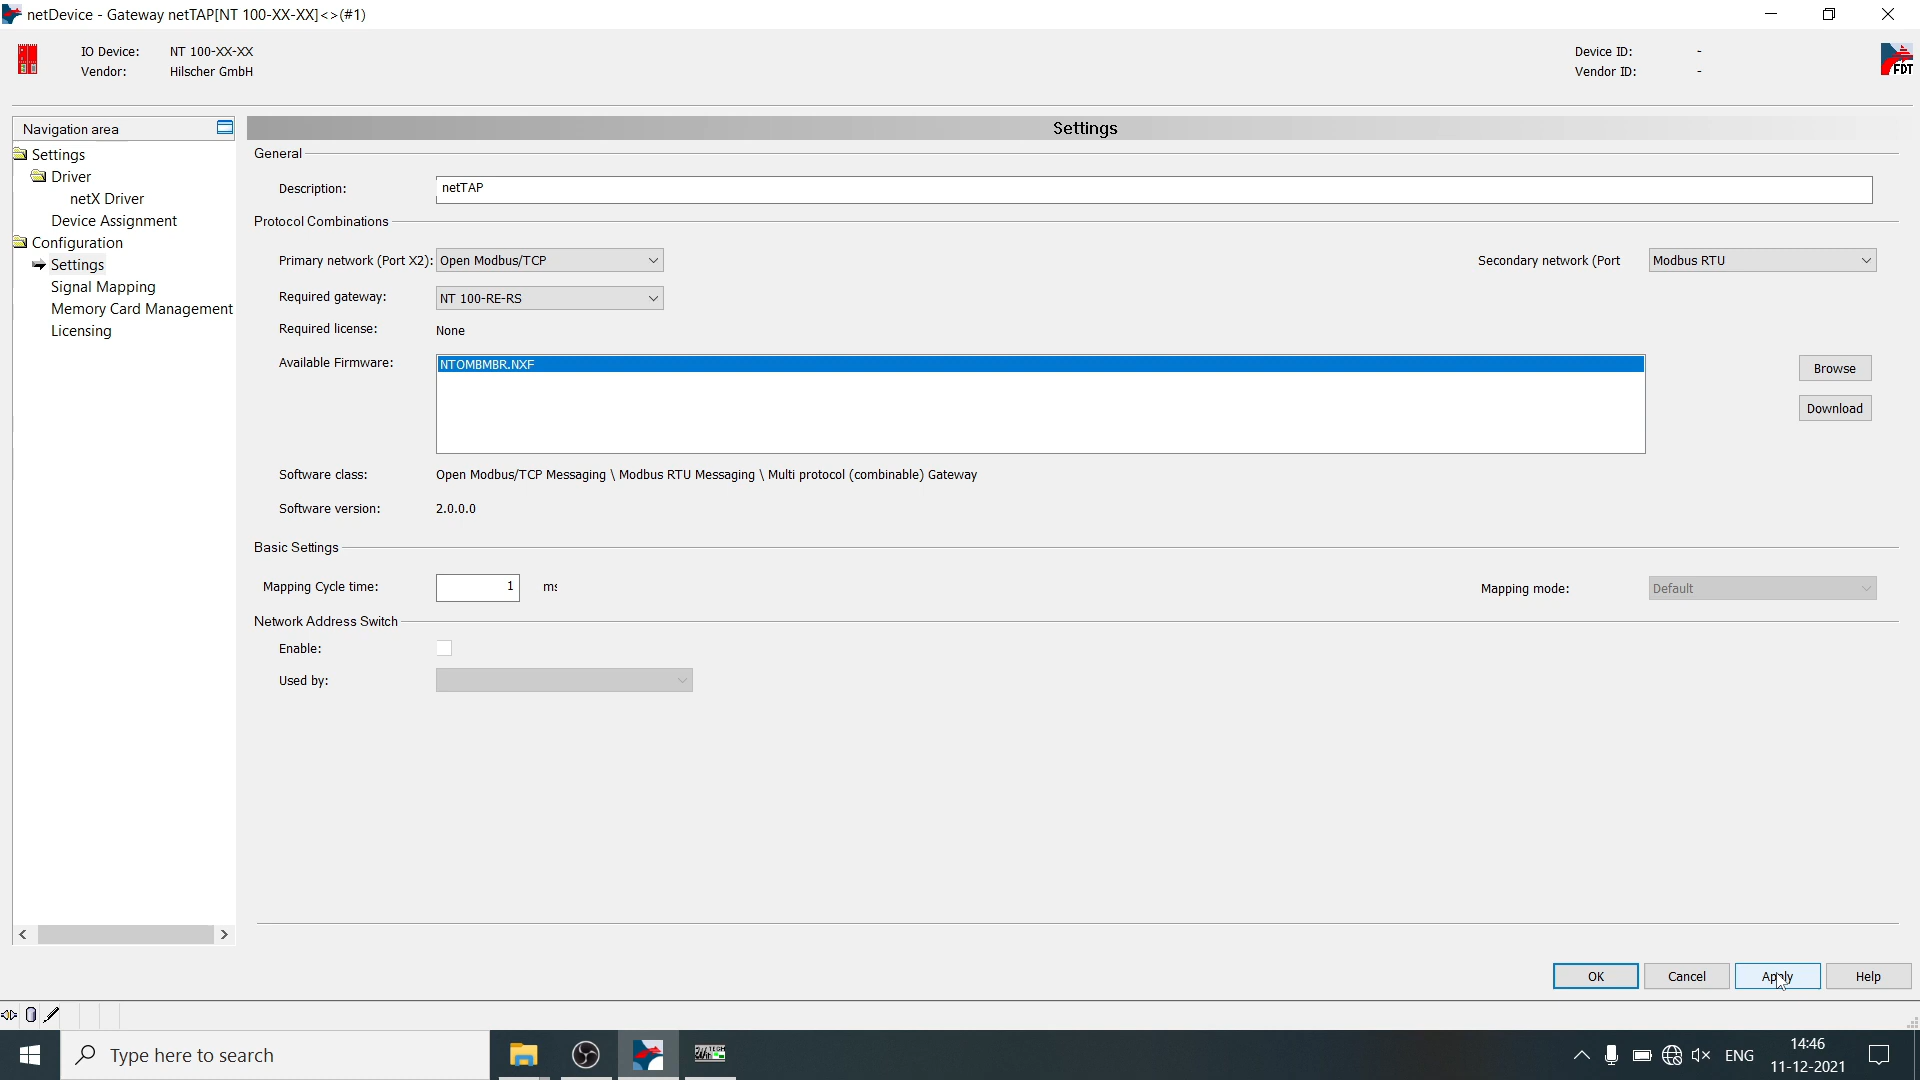 netDevice - Gateway netTAP[NT 100-XX-XX]<>(#1)
IO Device: NT 100-XX-XX
Vendor: Hilscher GmbH
Device ID: -
Vendor ID: -
FDT
Navigation area
Settings
Driver
netX Driver
Device Assignment
Configuration
Settings
Signal Mapping
Memory Card Management
Licensing
Settings
General
Description: netTAP
Protocol Combinations
Primary network (Port X2): Open Modbus/TCP
Secondary network (Port Modbus RTU
Required gateway: NT 100-RE-RS
Required license: None
Available Firmware: NTOMBMBR.NXF
Browse
Download
Software class: Open Modbus/TCP Messaging \ Modbus RTU Messaging \ Multi protocol (combinable) Gateway
Software version: 2.0.0.0
Basic Settings
Mapping Cycle time: 1 ms
Mapping mode: Default
Network Address Switch
Enable:
Used by:
OK Cancel Apply Help
Type here to search
ENG
14:46
11-12-2021